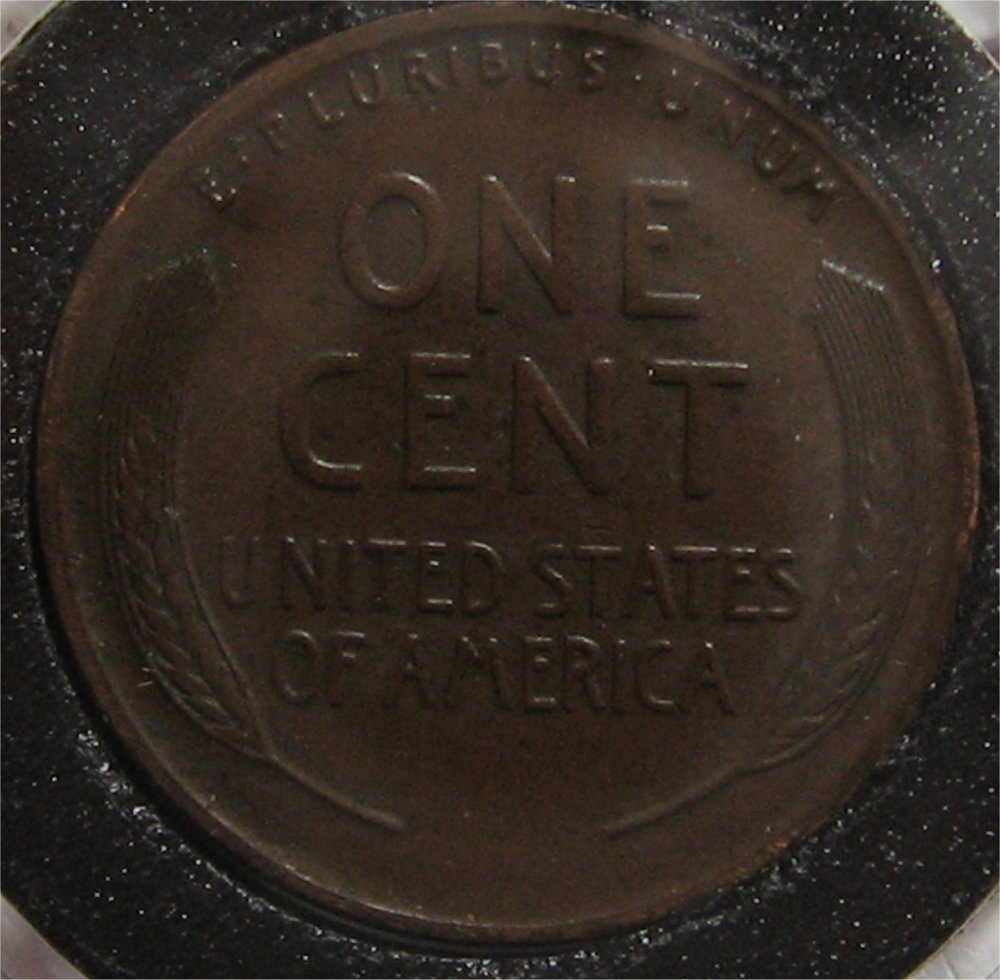 E·PLURIBUS·UNUM
ONE
CENT
UNITED STATES
OF AMERICA